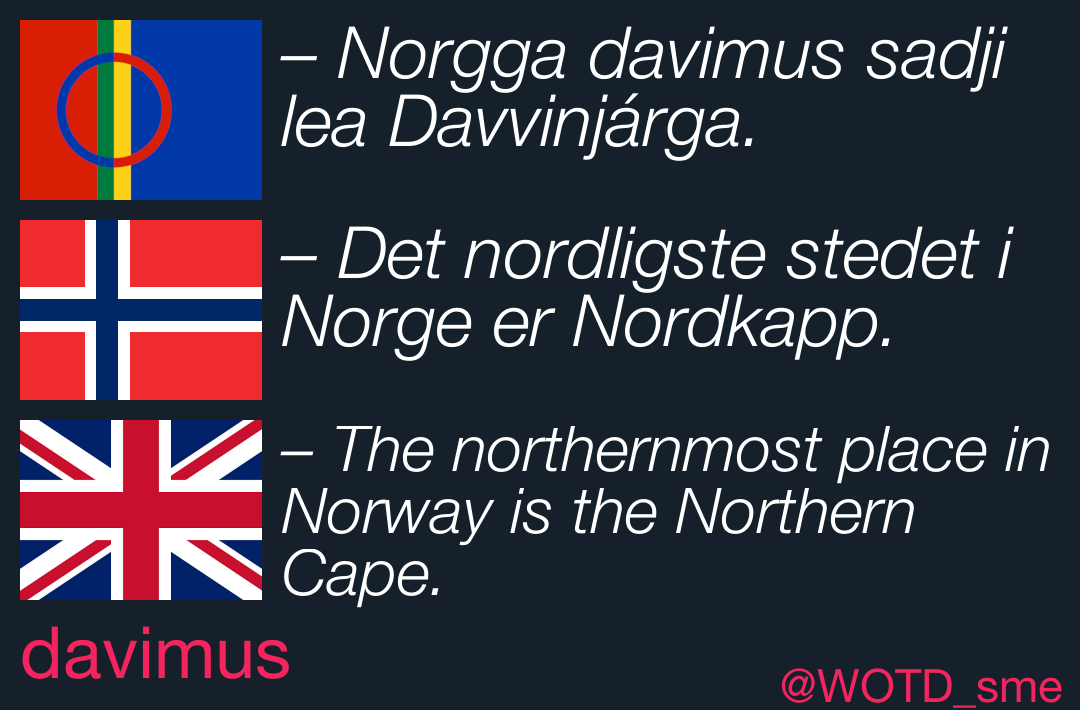 – Norgga davimus sadji
lea Davvinjárga.
– Det nordligste stedet i
Norge er Nordkapp.
– The northernmost place in
Norway is the Northern
Cape.
davimus
@WOTD_sme